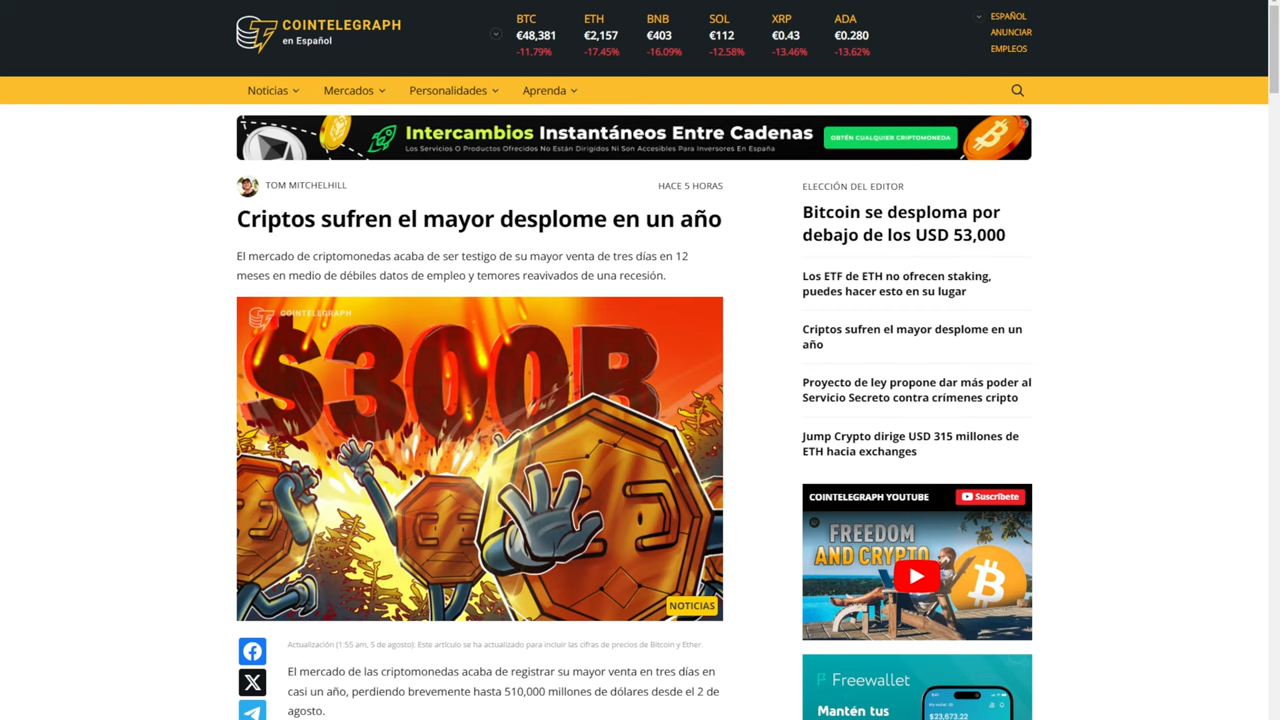 COINTELEGRAPH
en Español
BTC ETH BNB SOL XRP ADA
€48,381 €2,157 €403 €112 €0.43 €0.280
-11.79% -17.45% -16.09% -12.58% -13.46% -13.62%
ESPAÑOL
ANUNCIAR
EMPLEOS
Noticias Mercados Personalidades Aprenda
Intercambios Instantáneos Entre Cadenas
Los Servicios O Productos Ofrecidos No Están Dirigidos Ni Son Accesibles Para Inversores En España
OBTÉN CUALQUIER CRIPTOMONEDA
TOM MITCHELHILL
HACE 5 HORAS
Criptos sufren el mayor desplome en un año
El mercado de criptomonedas acaba de ser testigo de su mayor venta de tres días en 12
meses en medio de débiles datos de empleo y temores reavivados de una recesión.
COINTELEGRAPH
$300B
NOTICIAS
Actualización (1:55 am, 5 de agosto): Este artículo se ha actualizado para incluir las cifras de precios de Bitcoin y Ether.
El mercado de las criptomonedas acaba de registrar su mayor venta en tres días en
casi un año, perdiendo brevemente hasta 510,000 millones de dólares desde el 2 de
agosto.
ELECCIÓN DEL EDITOR
Bitcoin se desploma por
debajo de los USD 53,000
Los ETF de ETH no ofrecen staking,
puedes hacer esto en su lugar
Criptos sufren el mayor desplome en un
año
Proyecto de ley propone dar más poder al
Servicio Secreto contra crímenes cripto
Jump Crypto dirige USD 315 millones de
ETH hacia exchanges
COINTELEGRAPH YOUTUBE
Suscríbete
FREEDOM
AND CRYPTO
Freewallet
Mantén tus
$23,673.22